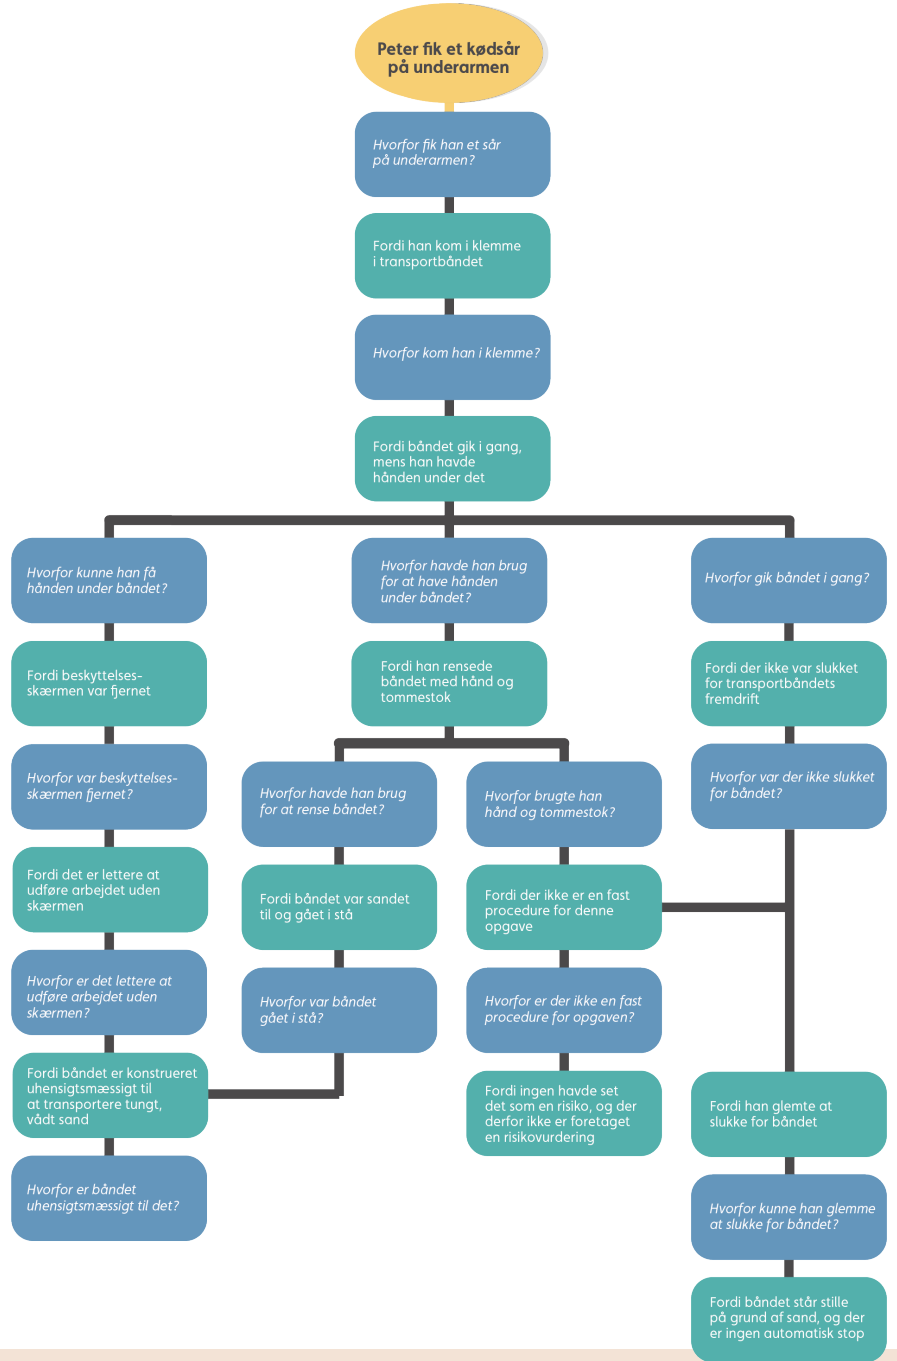 Peter fik et kødsår
på underarmen
Hvorfor fik han et sår
på underarmen?
Fordi han kom i klemme
i transportbåndet
Hvorfor kom han i klemme?
Fordi båndet gik i gang,
mens han havde
hånden under det
Hvorfor kunne han få
hånden under båndet?
Fordi beskyttelses-
skærmen var fjernet
Hvorfor var beskyttelses-
skærmen fjernet?
Fordi det er lettere at
udføre arbejdet uden
skærmen
Hvorfor er det lettere at
udføre arbejdet uden
skærmen?
Fordi båndet er konstrueret
uhensigtsmæssigt til
at transportere tungt,
vådt sand
Hvorfor er båndet
uhensigtsmæssigt til det?
Hvorfor havde han brug
for at have hånden
under båndet?
Fordi han rensede
båndet med hånd og
tommestok
Hvorfor havde han brug
for at rense båndet?
Fordi båndet var sandet
til og gået i stå
Hvorfor var båndet
gået i stå?
Hvorfor brugte han
hånd og tommestok?
Fordi der ikke er en fast
procedure for denne
opgave
Hvorfor er der ikke en fast
procedure for opgaven?
Fordi ingen havde set
det som en risiko, og der
derfor ikke er foretaget
en risikovurdering
Hvorfor gik båndet i gang?
Fordi der ikke var slukket
for transportbåndets
fremdrift
Hvorfor var der ikke slukket
for båndet?
Fordi han glemte at
slukke for båndet
Hvorfor kunne han glemme
at slukke for båndet?
Fordi båndet står stille
på grund af sand, og der
er ingen automatisk stop